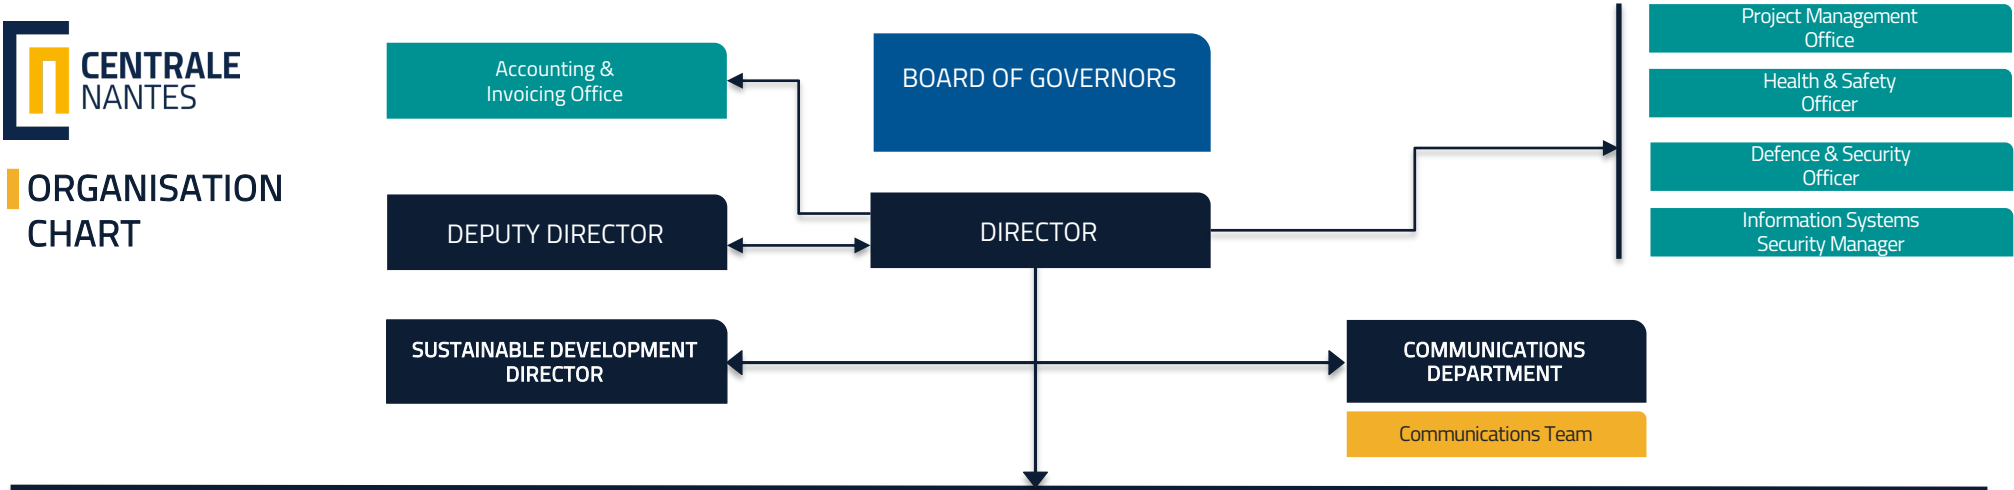 CENTRALE
NANTES
ORGANISATION
CHART
Accounting &
Invoicing Office
BOARD OF GOVERNORS
Project Management
Office
Health & Safety
Officer
Defence & Security
Officer
Information Systems
Security Manager
DEPUTY DIRECTOR
DIRECTOR
SUSTAINABLE DEVELOPMENT
DIRECTOR
COMMUNICATIONS
DEPARTMENT
Communications Team